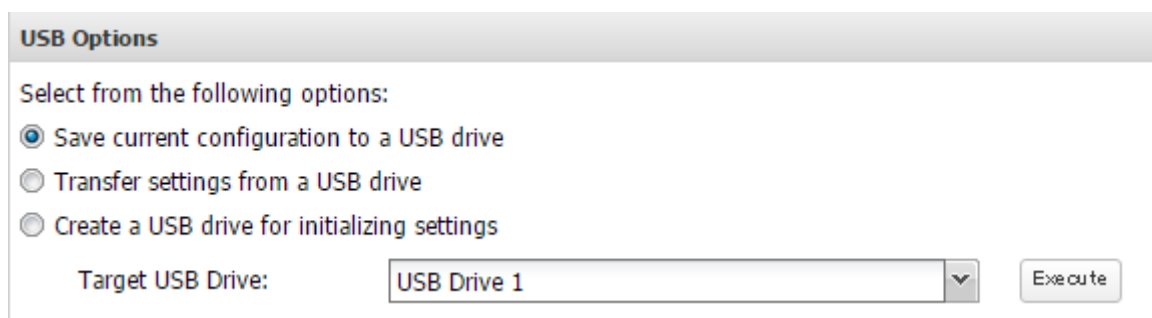 USB Options
Select from the following options:
Save current configuration to a USB drive
Transfer settings from a USB drive
Create a USB drive for initializing settings
Target USB Drive: USB Drive 1 Execute